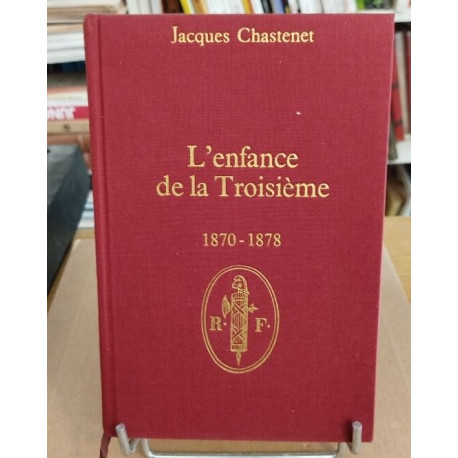 Jacques Chastenet
L'enfance
de la Troisième
1870-1878
R. F.